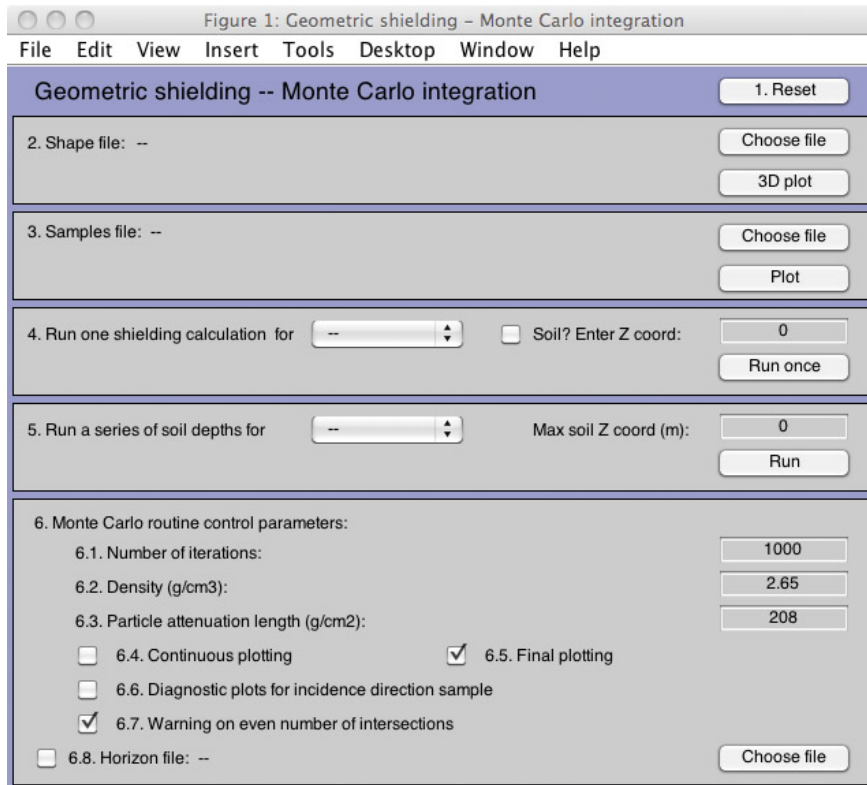 Figure 1: Geometric shielding – Monte Carlo integration
File Edit View Insert Tools Desktop Window Help
Geometric shielding -- Monte Carlo integration 1. Reset
2. Shape file: -- Choose file
3D plot
3. Samples file: -- Choose file
Plot
4. Run one shielding calculation for -- Soil? Enter Z coord: 0
Run once
5. Run a series of soil depths for -- Max soil Z coord (m): 0
Run
6. Monte Carlo routine control parameters:
6.1. Number of iterations: 1000
6.2. Density (g/cm3): 2.65
6.3. Particle attenuation length (g/cm2): 208
6.4. Continuous plotting 6.5. Final plotting
6.6. Diagnostic plots for incidence direction sample
6.7. Warning on even number of intersections
6.8. Horizon file: -- Choose file